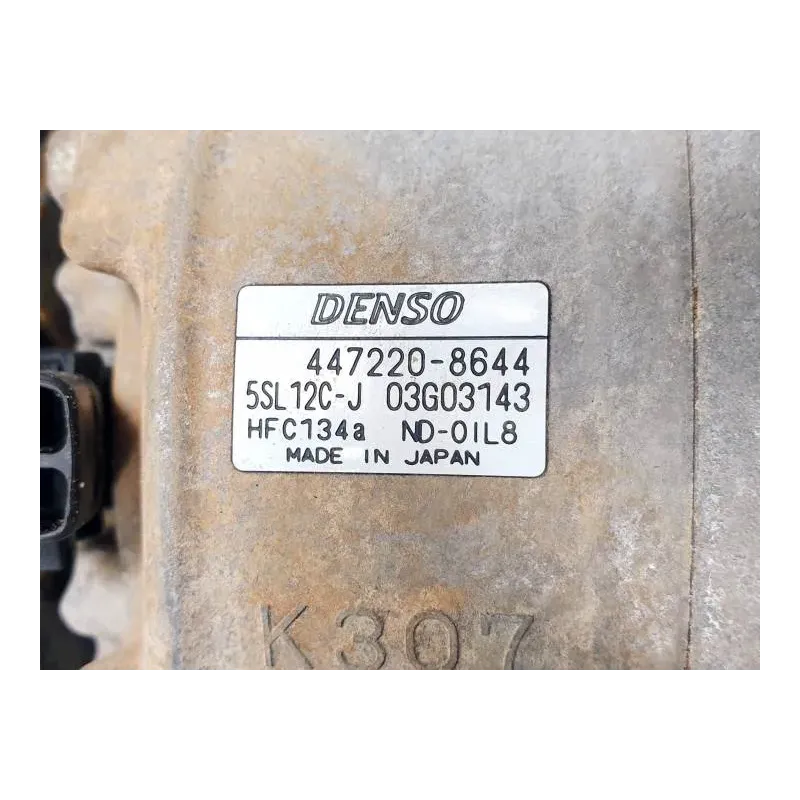 DENSO
447220-8644
5SL12C-J 03G03143
HFC134a ND-OIL8
MADE IN JAPAN
K307